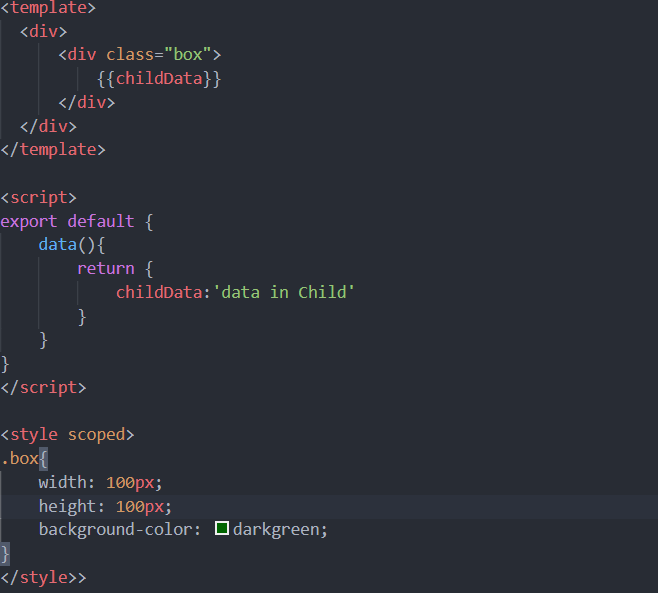 <template>
  <div>
      <div class="box">
          {{childData}}
      </div>
  </div>
</template>

<script>
export default {
    data(){
        return {
            childData:'data in Child'
        }
    }
}
</script>

<style scoped>
.box{
    width: 100px;
    height: 100px;
    background-color: darkgreen;
}
</style>>